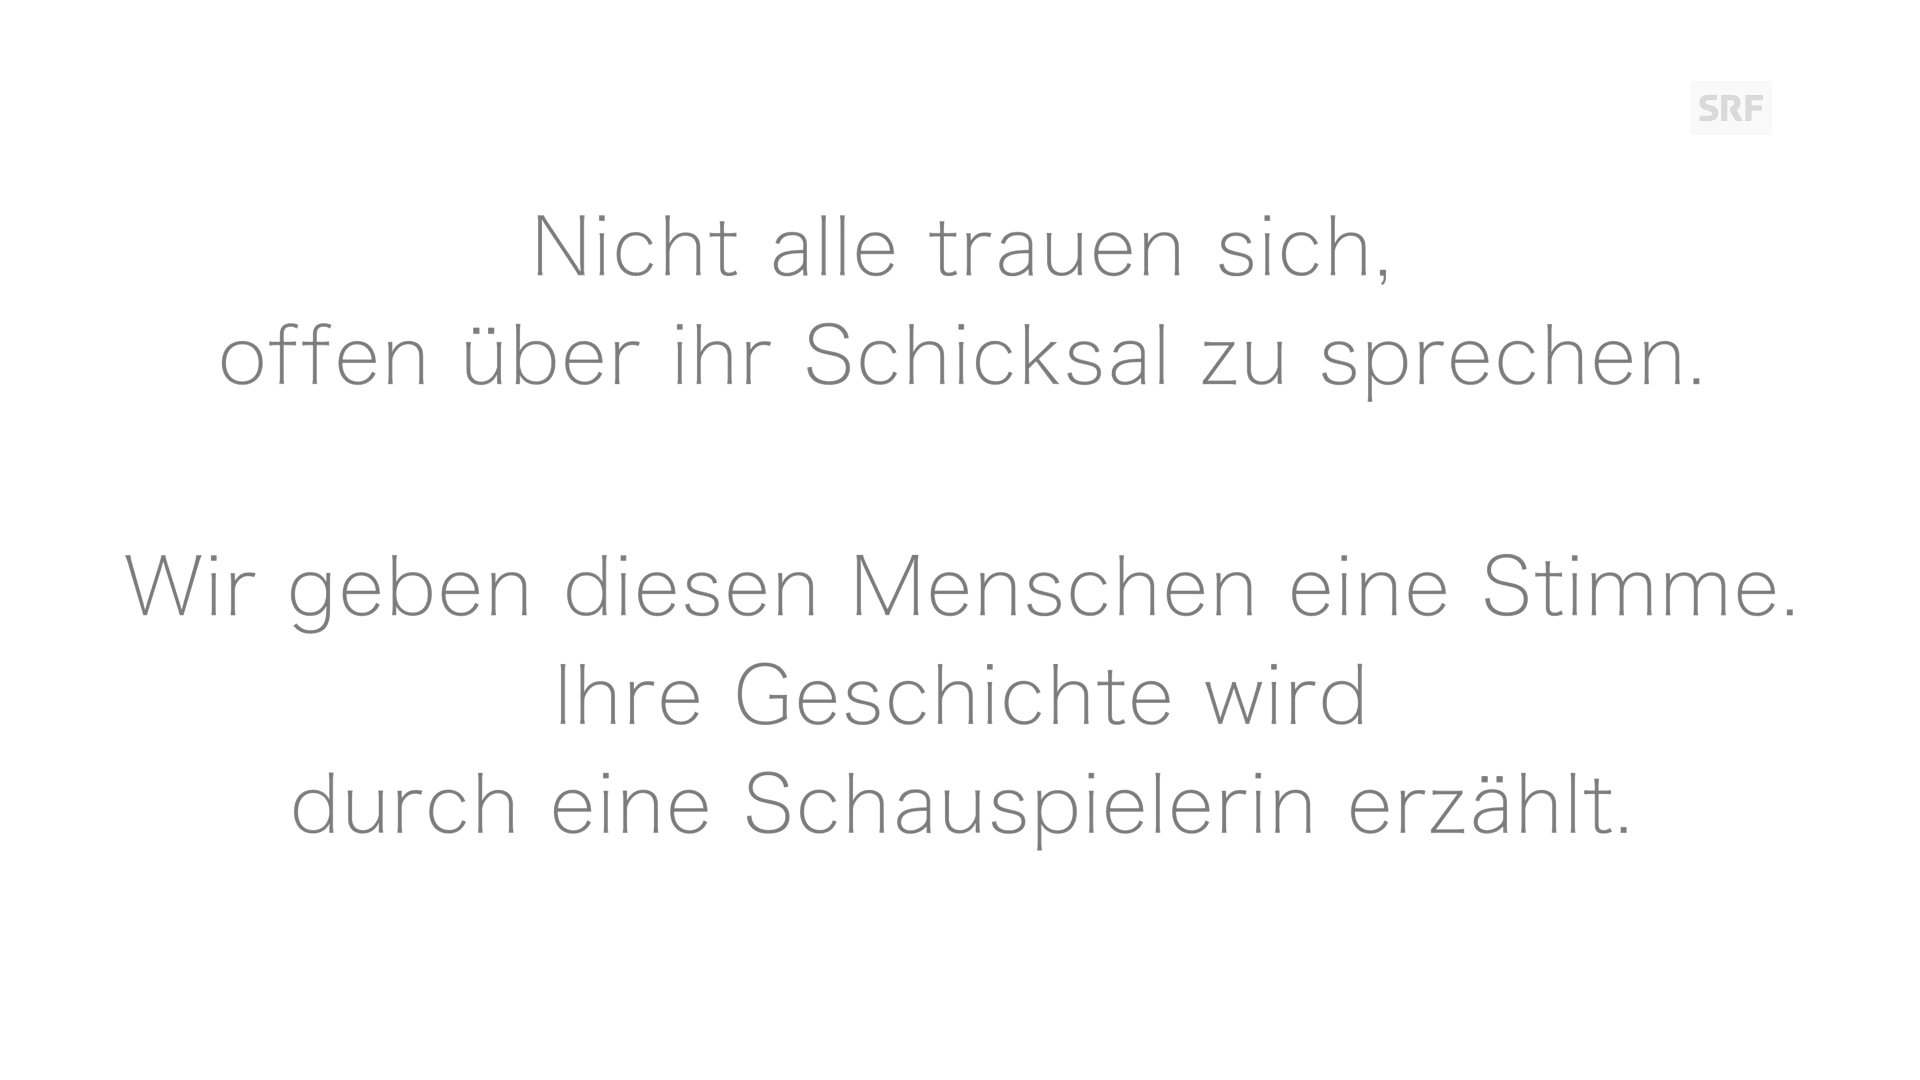 SRF
Nicht alle trauen sich,
offen über ihr Schicksal zu sprechen.
Wir geben diesen Menschen eine Stimme.
Ihre Geschichte wird
durch eine Schauspielerin erzählt.